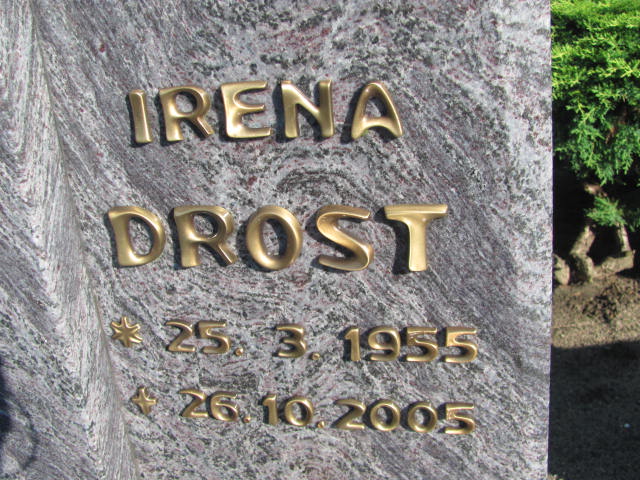 IRENA
DROST
* 25. 3. 1955
+ 26.10.2005